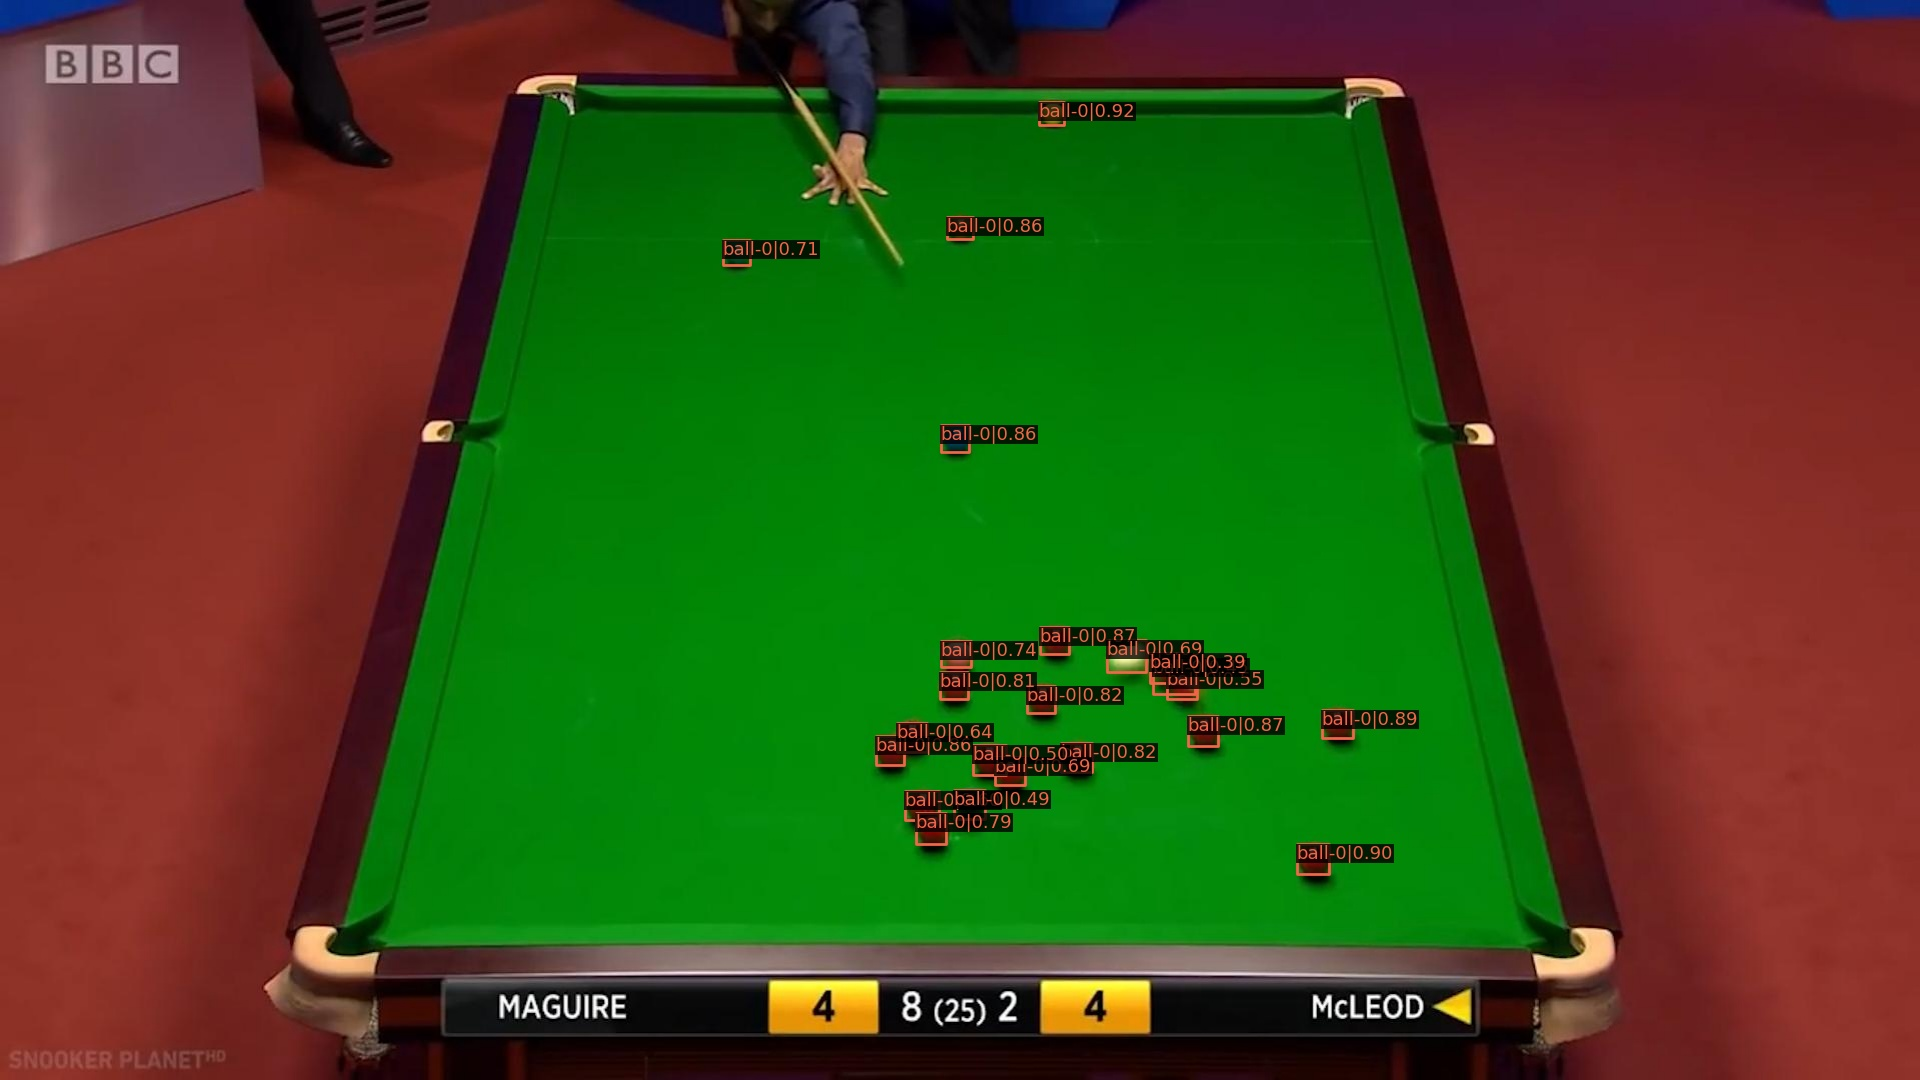 BBC
ball-0|0.92
ball-0|0.86
ball-0|0.71
ball-0|0.86
ball-0|0.87
ball-0|0.74
ball-0|0.69
ball-0|0.39
ball-0|0.55
ball-0|0.81
ball-0|0.82
ball-0|0.87
ball-0|0.89
ball-0|0.64
ball-0|0.86
ball-0|0.50
ball-0|0.82
ball-0|0.69
ball-0|0.49
ball-0|0.79
ball-0|0.90
MAGUIRE 4 8 (25) 2 4 McLEOD
SNOOKER PLANET HD